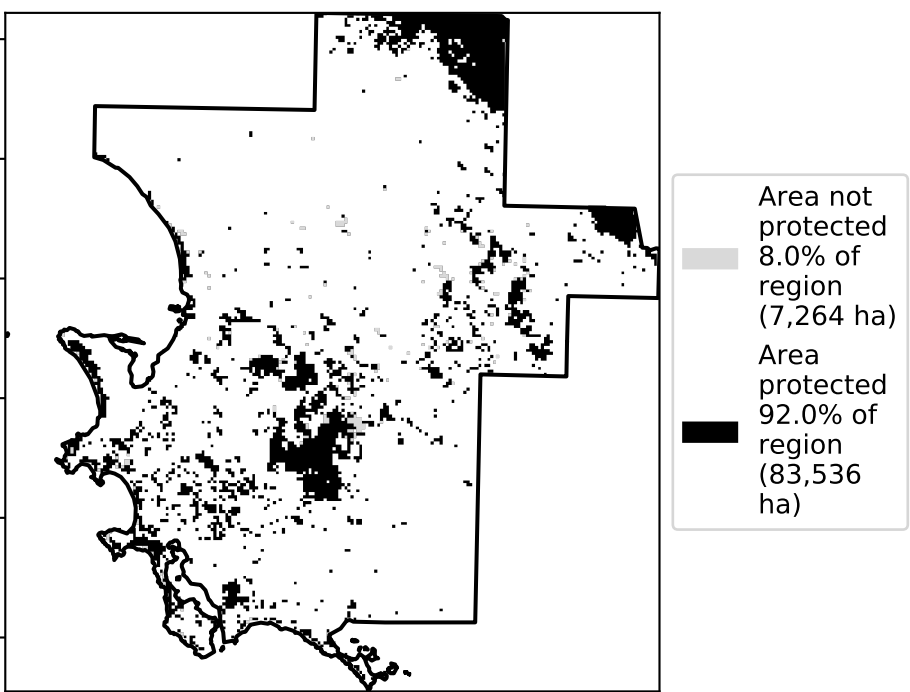 Area not
protected
8.0% of
region
(7,264 ha)
Area
protected
92.0% of
region
(83,536
ha)